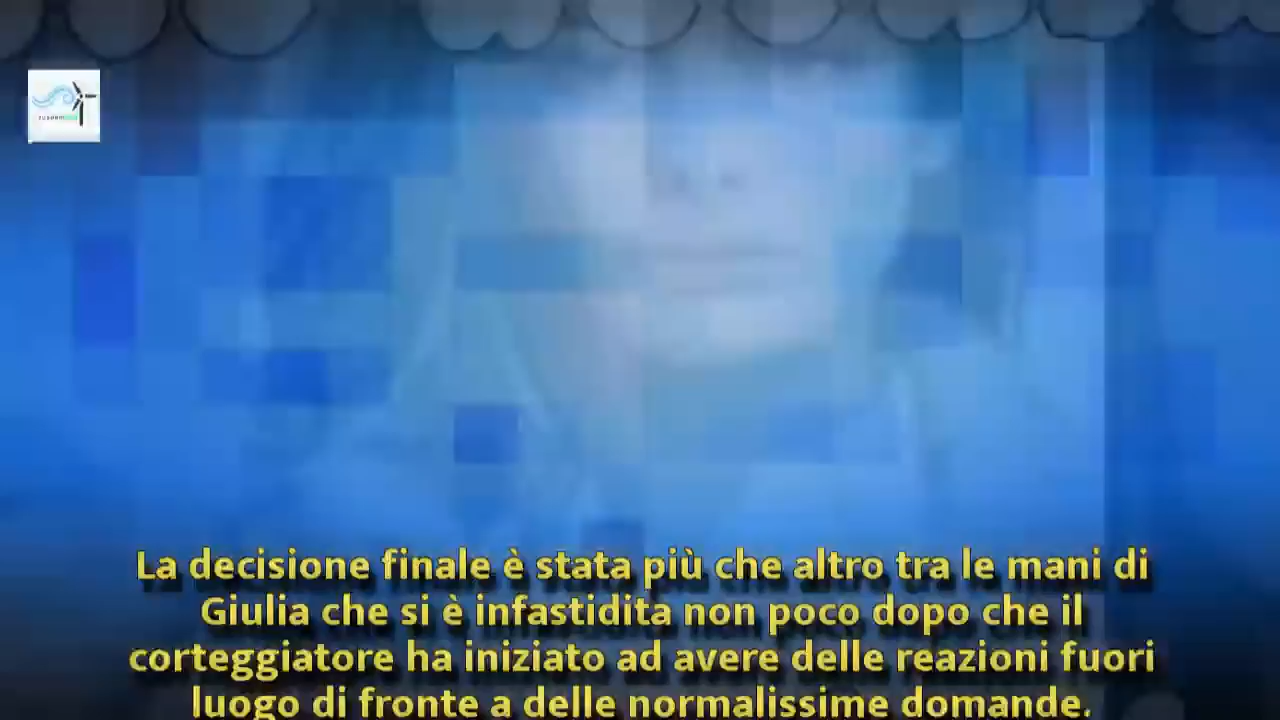 La decisione finale è stata più che altro tra le mani di
Giulia che si è infastidita non poco dopo che il
corteggiatore ha iniziato ad avere delle reazioni fuori
luogo di fronte a delle normalissime domande.